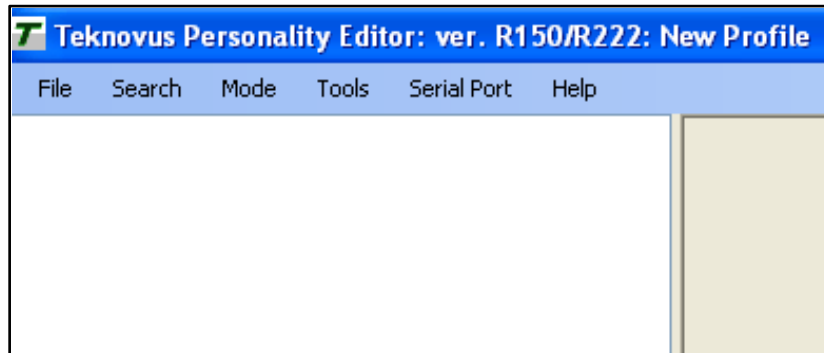 Teknovus Personality Editor: ver. R150/R222: New Profile
File Search Mode Tools Serial Port Help